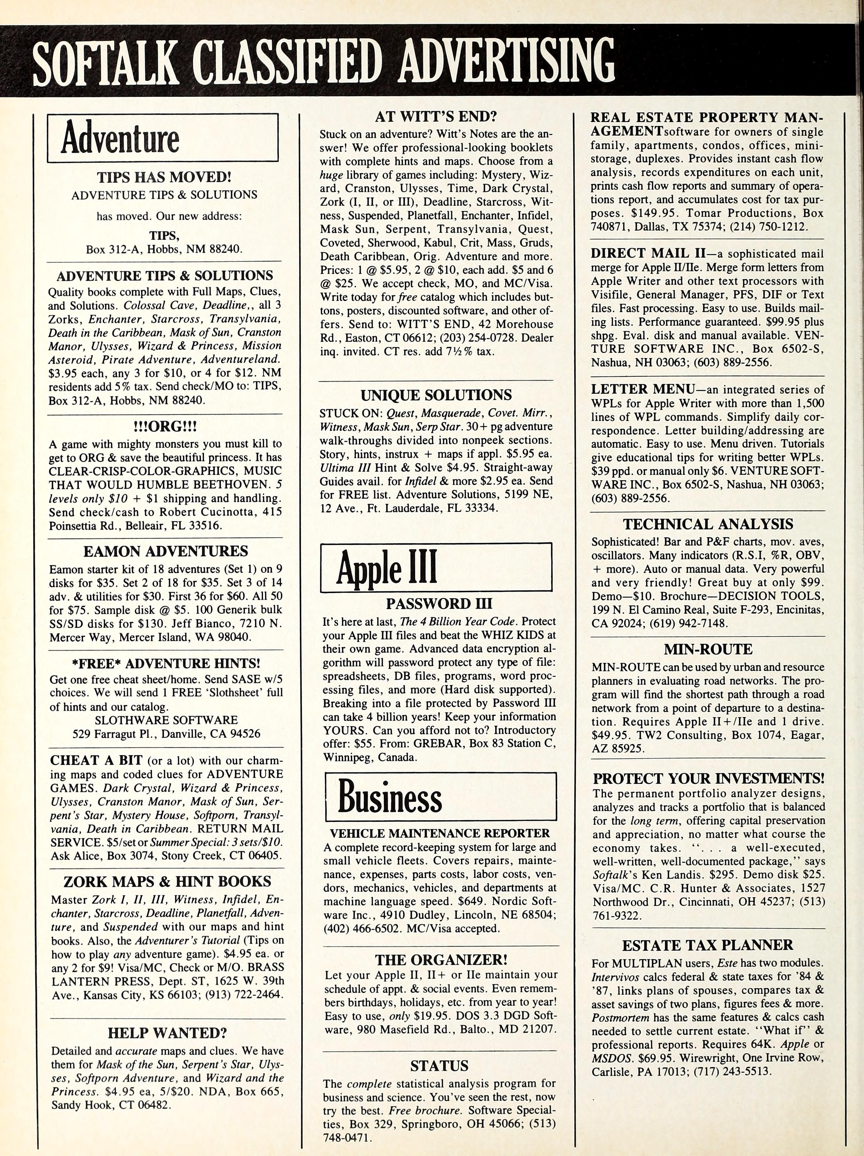 SOFTALK CLASSIFIED ADVERTISING
Adventure
TIPS HAS MOVED!
ADVENTURE TIPS & SOLUTIONS
has moved. Our new address:
TIPS,
Box 312-A, Hobbs, NM 88240.
ADVENTURE TIPS & SOLUTIONS
Quality books complete with Full Maps, Clues,
and Solutions. Colossal Cave, Deadline,, all 3
Zorks, Enchanter, Starcross, Transylvania,
Death in the Caribbean, Mask of Sun, Cranston
Manor, Ulysses, Wizard & Princess, Mission
Asteroid, Pirate Adventure, Adventureland.
$3.95 each, any 3 for $10, or 4 for $12. NM
residents add 5% tax. Send check/MO to: TIPS,
Box 312-A, Hobbs, NM 88240.
!!!ORG!!!
A game with mighty monsters you must kill to
get to ORG & save the beautiful princess. It has
CLEAR-CRISP-COLOR-GRAPHICS, MUSIC
THAT WOULD HUMBLE BEETHOVEN. 5
levels only $10 + $1 shipping and handling.
Send check/cash to Robert Cucinotta, 415
Poinsettia Rd., Belleair, FL 33516.
EAMON ADVENTURES
Eamon starter kit of 18 adventures (Set 1) on 9
disks for $35. Set 2 of 18 for $35. Set 3 of 14
adv. & utilities for $30. First 36 for $60. All 50
for $75. Sample disk @ $5. 100 Generik bulk
SS/SD disks for $130. Jeff Bianco, 7210 N.
Mercer Way, Mercer Island, WA 98040.
*FREE* ADVENTURE HINTS!
Get one free cheat sheet/home. Send SASE w/5
choices. We will send 1 FREE 'Slothsheet' full
of hints and our catalog.
SLOTHWARE SOFTWARE
529 Farragut Pl., Danville, CA 94526
CHEAT A BIT (or a lot) with our charm-
ing maps and coded clues for ADVENTURE
GAMES. Dark Crystal, Wizard & Princess,
Ulysses, Cranston Manor, Mask of Sun, Ser-
pent's Star, Mystery House, Softporn, Transyl-
vania, Death in Caribbean. RETURN MAIL
SERVICE. $5/set or Summer Special: 3 sets/$10.
Ask Alice, Box 3074, Stony Creek, CT 06405.
ZORK MAPS & HINT BOOKS
Master Zork I, II, III, Witness, Infidel, En-
chanter, Starcross, Deadline, Planetfall, Adven-
ture, and Suspended with our maps and hint
books. Also, the Adventurer's Tutorial (Tips on
how to play any adventure game). $4.95 ea. or
any 2 for $9! Visa/MC, Check or M/O. BRASS
LANTERN PRESS, Dept. ST, 1625 W. 39th
Ave., Kansas City, KS 66103; (913) 722-2464.
HELP WANTED?
Detailed and accurate maps and clues. We have
them for Mask of the Sun, Serpent's Star, Ulys-
ses, Softporn Adventure, and Wizard and the
Princess. $4.95 ea, 5/$20. NDA, Box 665,
Sandy Hook, CT 06482.
AT WITT'S END?
Stuck on an adventure? Witt's Notes are the an-
swer! We offer professional-looking booklets
with complete hints and maps. Choose from a
huge library of games including: Mystery, Wiz-
ard, Cranston, Ulysses, Time, Dark Crystal,
Zork (I, II, or III), Deadline, Starcross, Wit-
ness, Suspended, Planetfall, Enchanter, Infidel,
Mask Sun, Serpent, Transylvania, Quest,
Coveted, Sherwood, Kabul, Crit, Mass, Gruds,
Death Caribbean, Orig. Adventure and more.
Prices: 1 @ $5.95, 2 @ $10, each add. $5 and 6
@ $25. We accept check, MO, and MC/Visa.
Write today for free catalog which includes but-
tons, posters, discounted software, and other of-
fers. Send to: WITT'S END, 42 Morehouse
Rd., Easton, CT 06612; (203) 254-0728. Dealer
inq. invited. CT res. add 7½% tax.
UNIQUE SOLUTIONS
STUCK ON: Quest, Masquerade, Covet. Mirr.,
Witness, Mask Sun, Serp Star. 30 + pg adventure
walk-throughs divided into nonpeek sections.
Story, hints, instrux + maps if appl. $5.95 ea.
Ultima III Hint & Solve $4.95. Straight-away
Guides avail. for Infidel & more $2.95 ea. Send
for FREE list. Adventure Solutions, 5199 NE,
12 Ave., Ft. Lauderdale, FL 33334.
Apple III
PASSWORD III
It's here at last, The 4 Billion Year Code. Protect
your Apple III files and beat the WHIZ KIDS at
their own game. Advanced data encryption al-
gorithm will password protect any type of file:
spreadsheets, DB files, programs, word proc-
essing files, and more (Hard disk supported).
Breaking into a file protected by Password III
can take 4 billion years! Keep your information
YOURS. Can you afford not to? Introductory
offer: $55. From: GREBAR, Box 83 Station C,
Winnipeg, Canada.
Business
VEHICLE MAINTENANCE REPORTER
A complete record-keeping system for large and
small vehicle fleets. Covers repairs, mainte-
nance, expenses, parts costs, labor costs, ven-
dors, mechanics, vehicles, and departments at
machine language speed. $649. Nordic Soft-
ware Inc., 4910 Dudley, Lincoln, NE 68504;
(402) 466-6502. MC/Visa accepted.
THE ORGANIZER!
Let your Apple II, II+ or IIe maintain your
schedule of appt. & social events. Even remem-
bers birthdays, holidays, etc. from year to year!
Easy to use, only $19.95. DOS 3.3 DGD Soft-
ware, 980 Masefield Rd., Balto., MD 21207.
STATUS
The complete statistical analysis program for
business and science. You've seen the rest, now
try the best. Free brochure. Software Special-
ties, Box 329, Springboro, OH 45066; (513)
748-0471.
REAL ESTATE PROPERTY MAN-
AGEMENT software for owners of single
family, apartments, condos, offices, mini-
storage, duplexes. Provides instant cash flow
analysis, records expenditures on each unit,
prints cash flow reports and summary of opera-
tions report, and accumulates cost for tax pur-
poses. $149.95. Tomar Productions, Box
740871, Dallas, TX 75374; (214) 750-1212.
DIRECT MAIL II—a sophisticated mail
merge for Apple II/IIe. Merge form letters from
Apple Writer and other text processors with
Visifile, General Manager, PFS, DIF or Text
files. Fast processing. Easy to use. Builds mail-
ing lists. Performance guaranteed. $99.95 plus
shpg. Eval. disk and manual available. VEN-
TURE SOFTWARE INC., Box 6502-S,
Nashua, NH 03063; (603) 889-2556.
LETTER MENU—an integrated series of
WPLs for Apple Writer with more than 1,500
lines of WPL commands. Simplify daily cor-
respondence. Letter building/addressing are
automatic. Easy to use. Menu driven. Tutorials
give educational tips for writing better WPLs.
$39 ppd. or manual only $6. VENTURE SOFT-
WARE INC., Box 6502-S, Nashua, NH 03063;
(603) 889-2556.
TECHNICAL ANALYSIS
Sophisticated! Bar and P&F charts, mov. aves,
oscillators. Many indicators (R.S.I, %R, OBV,
+ more). Auto or manual data. Very powerful
and very friendly! Great buy at only $99.
Demo—$10. Brochure—DECISION TOOLS,
199 N. El Camino Real, Suite F-293, Encinitas,
CA 92024; (619) 942-7148.
MIN-ROUTE
MIN-ROUTE can be used by urban and resource
planners in evaluating road networks. The pro-
gram will find the shortest path through a road
network from a point of departure to a destina-
tion. Requires Apple II+/IIe and 1 drive.
$49.95. TW2 Consulting, Box 1074, Eagar,
AZ 85925.
PROTECT YOUR INVESTMENTS!
The permanent portfolio analyzer designs,
analyzes and tracks a portfolio that is balanced
for the long term, offering capital preservation
and appreciation, no matter what course the
economy takes. ". . . a well-executed,
well-written, well-documented package," says
Softalk's Ken Landis. $295. Demo disk $25.
Visa/MC. C.R. Hunter & Associates, 1527
Northwood Dr., Cincinnati, OH 45237; (513)
761-9322.
ESTATE TAX PLANNER
For MULTIPLAN users, Este has two modules.
Intervivos calcs federal & state taxes for '84 &
'87, links plans of spouses, compares tax &
asset savings of two plans, figures fees & more.
Postmortem has the same features & calcs cash
needed to settle current estate. "What if" &
professional reports. Requires 64K. Apple or
MSDOS. $69.95. Wirewright, One Irvine Row,
Carlisle, PA 17013; (717) 243-5513.